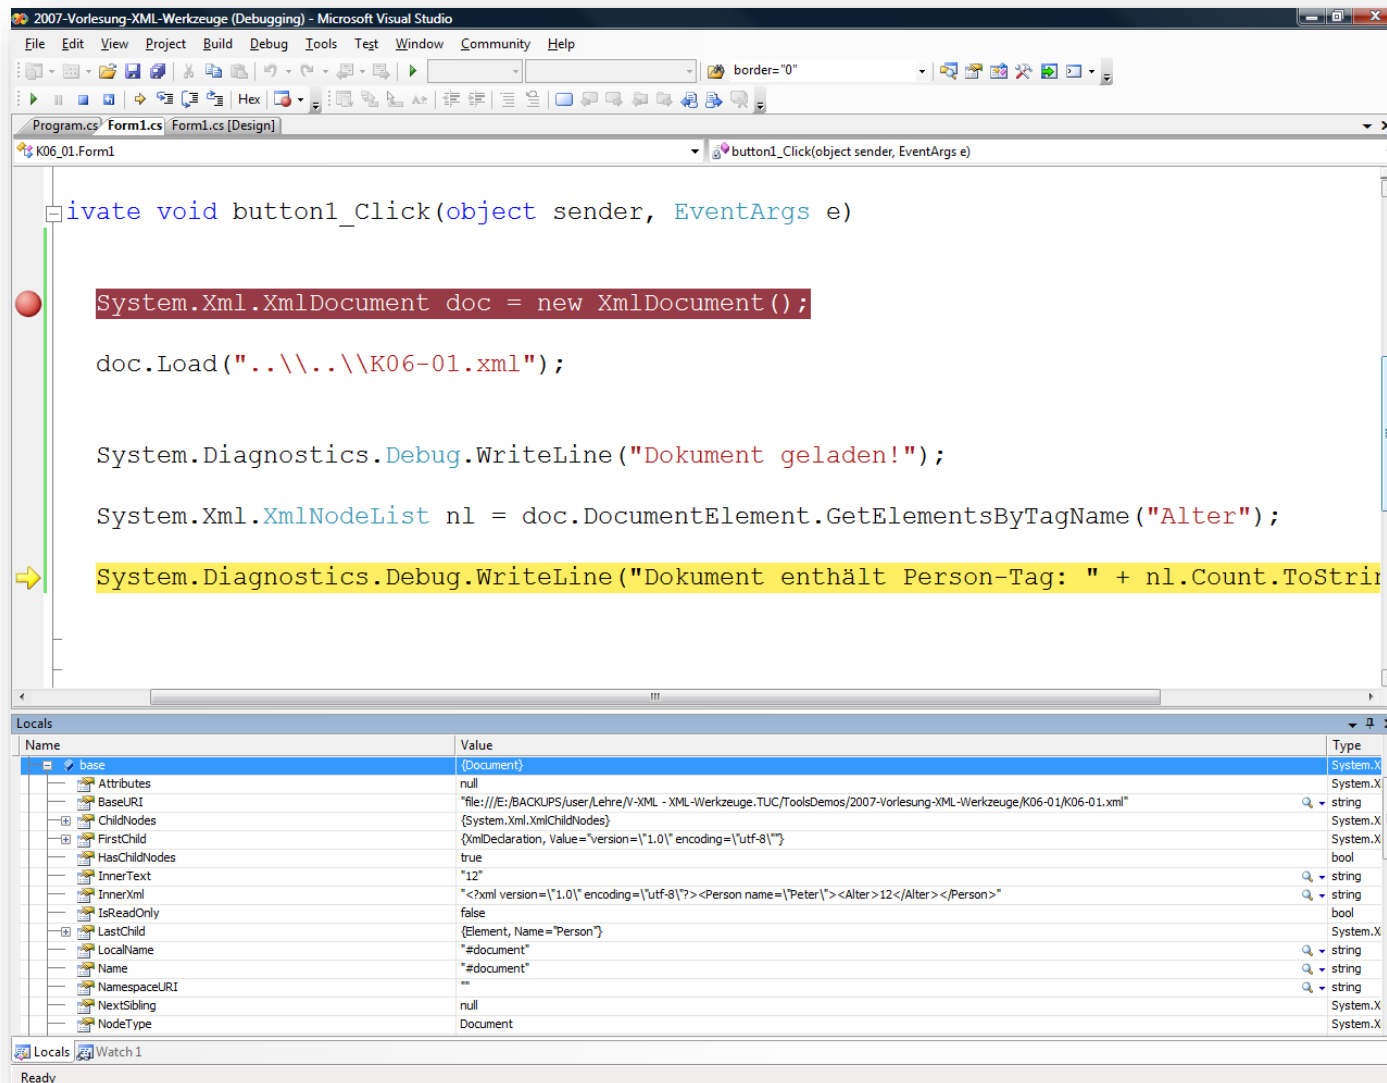 2007-Vorlesung-XML-Werkzeuge (Debugging) - Microsoft Visual Studio
File Edit View Project Build Debug Tools Test Window Community Help
border="0"
Hex
Program.cs Form1.cs Form1.cs [Design]
K06_01.Form1 button1_Click(object sender, EventArgs e)
ivate void button1_Click(object sender, EventArgs e)
System.Xml.XmlDocument doc = new XmlDocument();
doc.Load("..\\..\\K06-01.xml");
System.Diagnostics.Debug.WriteLine("Dokument geladen!");
System.Xml.XmlNodeList nl = doc.DocumentElement.GetElementsByTagName("Alter");
System.Diagnostics.Debug.WriteLine("Dokument enthält Person-Tag: " + nl.Count.ToStrin
Locals
Name Value Type
base {Document} System.X
Attributes null System.X
BaseURI "file:///E:/BACKUPS/user/Lehre/V-XML - XML-Werkzeuge.TUC/ToolsDemos/2007-Vorlesung-XML-Werkzeuge/K06-01/K06-01.xml" string
ChildNodes {System.Xml.XmlChildNodes} System.X
FirstChild {XmlDeclaration, Value="version=\"1.0\" encoding=\"utf-8\""} System.X
HasChildNodes true bool
InnerText "12" string
InnerXml "<?xml version=\"1.0\" encoding=\"utf-8\"?><Person name=\"Peter\"><Alter>12</Alter></Person>" string
IsReadOnly false bool
LastChild {Element, Name="Person"} System.X
LocalName "#document" string
Name "#document" string
NamespaceURI "" string
NextSibling null System.X
NodeType Document System.X
Locals Watch 1
Ready